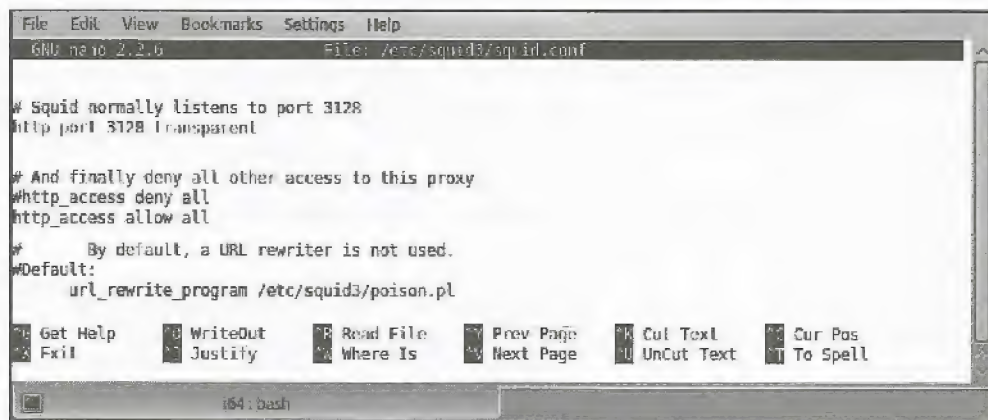 File Edit View Bookmarks Settings Help
GNU nano 2.2.6 File: /etc/squid3/squid.conf
# Squid normally listens to port 3128
http port 3128 transparent
# And finally deny all other access to this proxy
#http_access deny all
http_access allow all
# By default, a URL rewriter is not used.
#Default:
url_rewrite_program /etc/squid3/poison.pl
Get Help WriteOut ^R Read File ^Y Prev Page ^K Cut Text ^C Cur Pos
^X Exit ^J Justify Where Is ^V Next Page ^U UnCut Text ^T To Spell
: bash